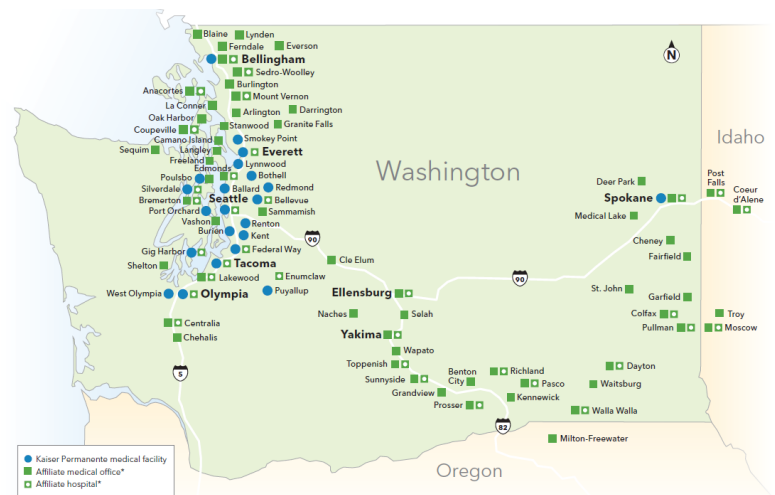 Blaine
Lynden
Ferndale
Everson
Bellingham
Sedro-Woolley
Burlington
Anacortes
Mount Vernon
La Conner
Darrington
Arlington
Oak Harbor
Granite Falls
Stanwood
Coupeville
Camano Island
Smokey Point
Sequim
Langley
Everett
Freeland
Lynnwood
Edmonds
Bothell
Poulsbo
Silverdale
Ballard
Redmond
Bremerton
Seattle
Bellevue
Port Orchard
Sammamish
Vashon
Renton
Burien
Kent
Gig Harbor
Federal Way
Shelton
Tacoma
Lakewood
Enumclaw
West Olympia
Olympia
Puyallup
Centralia
Chehalis
5
N
Washington
Idaho
90
Cle Elum
90
Ellensburg
Naches
Selah
Yakima
Wapato
Toppenish
Sunnyside
Grandview
Prosser
Benton
City
Richland
Pasco
Kennewick
82
Deer Park
Spokane
Post
Falls
Coeur
d'Alene
Medical Lake
Cheney
Fairfield
St. John
Garfield
Colfax
Troy
Pullman
Moscow
Dayton
Waitsburg
Walla Walla
Milton-Freewater
Oregon
Kaiser Permanente medical facility
Affiliate medical office*
Affiliate hospital*